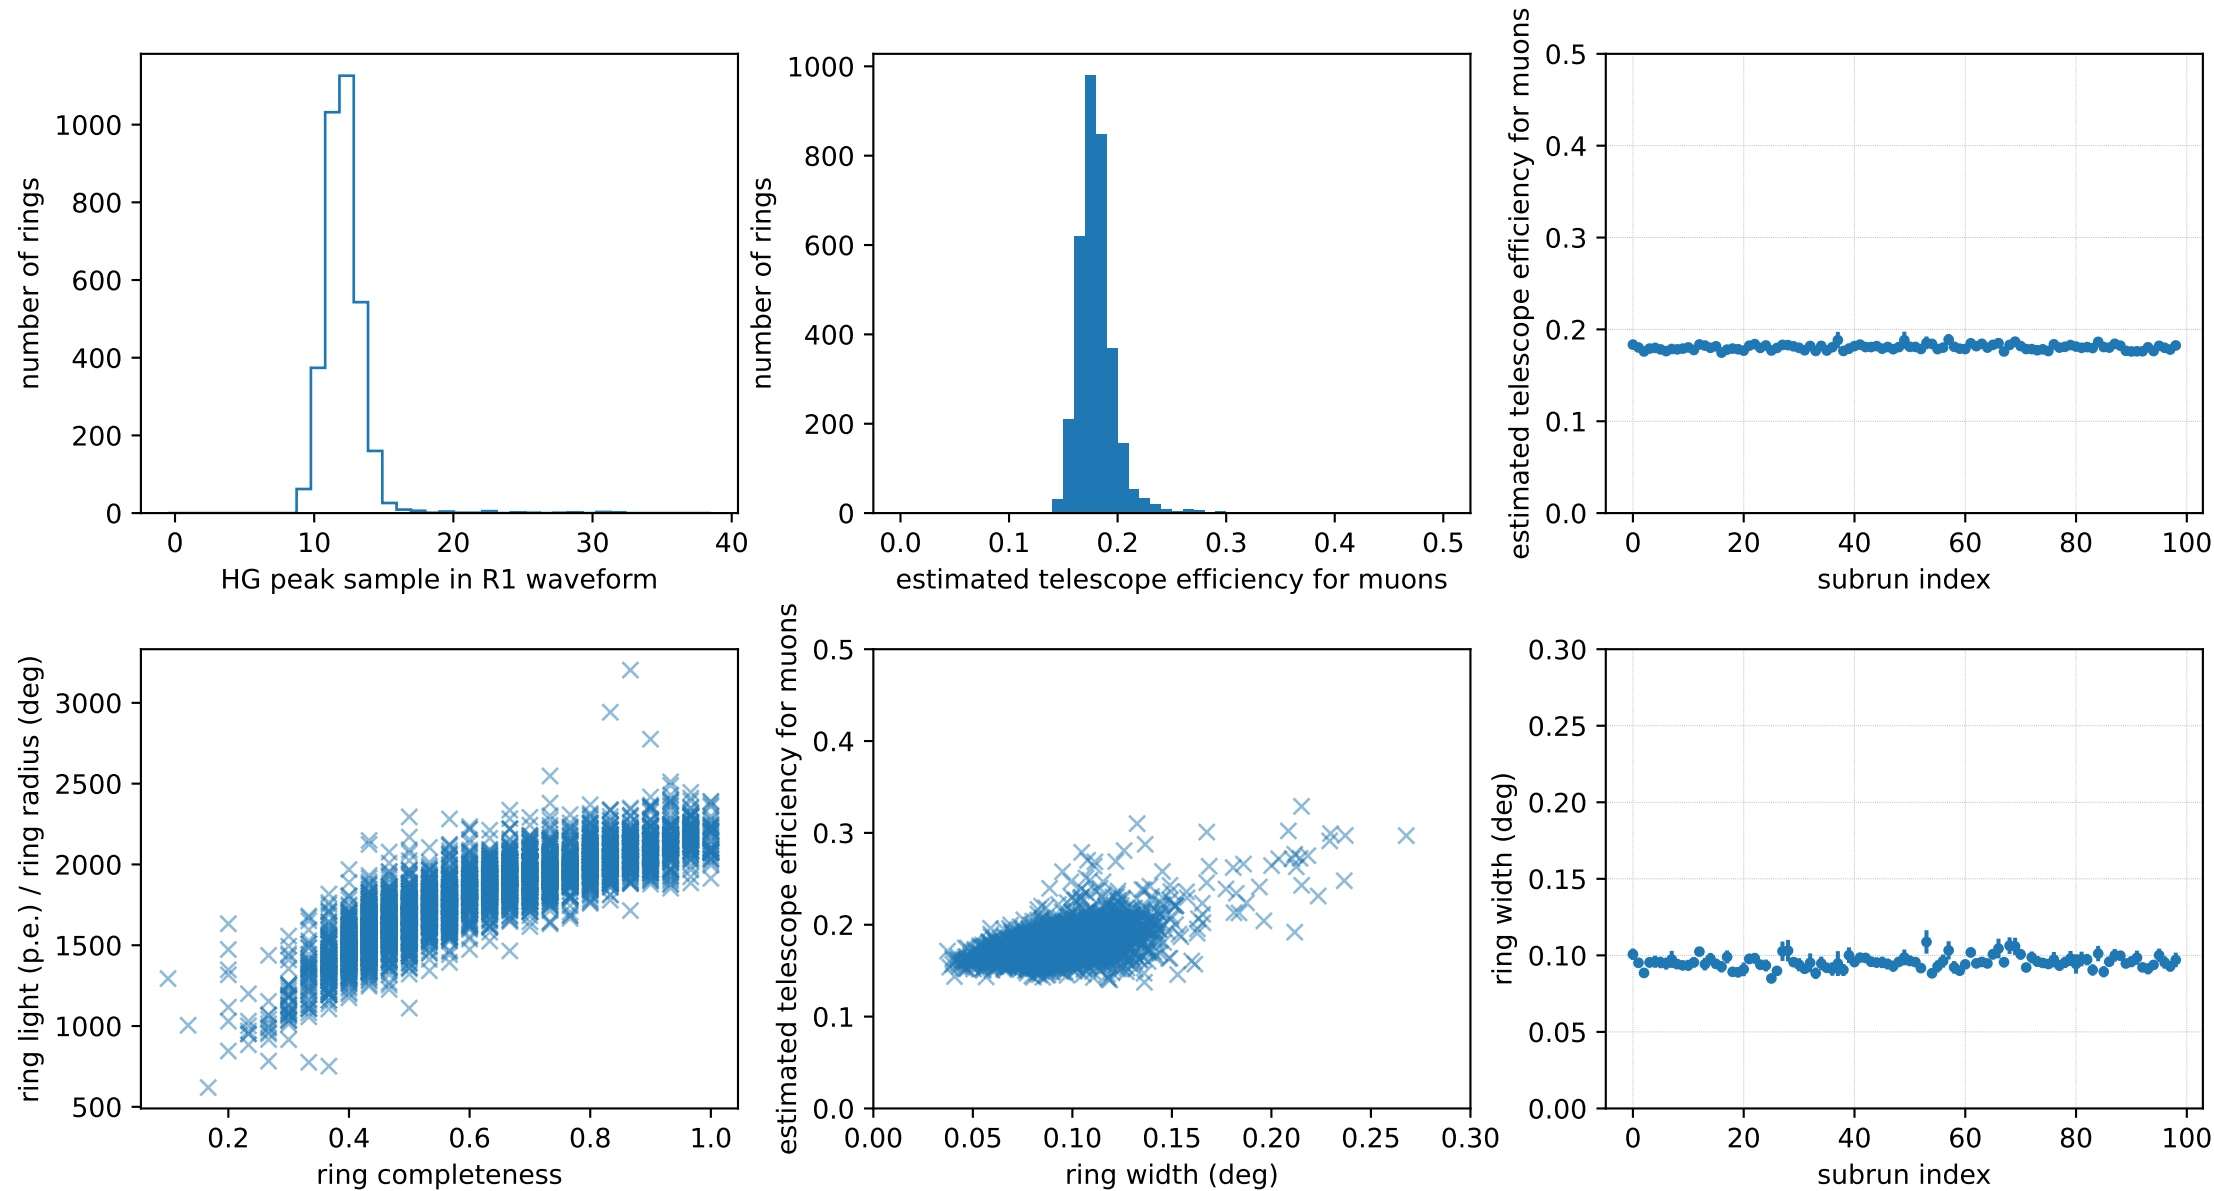 number of rings
1000
800
600
400
200
0
0 10 20 30 40
HG peak sample in R1 waveform
number of rings
1000
800
600
400
200
0
0.0 0.1 0.2 0.3 0.4 0.5
estimated telescope efficiency for muons
estimated telescope efficiency for muons
0.5
0.4
0.3
0.2
0.1
0.0
0 20 40 60 80 100
subrun index
ring light (p.e.) / ring radius (deg)
3000
2500
2000
1500
1000
500
0.2 0.4 0.6 0.8 1.0
ring completeness
estimated telescope efficiency for muons
0.5
0.4
0.3
0.2
0.1
0.0
0.00 0.05 0.10 0.15 0.20 0.25 0.30
ring width (deg)
ring width (deg)
0.30
0.25
0.20
0.15
0.10
0.05
0.00
0 20 40 60 80 100
subrun index